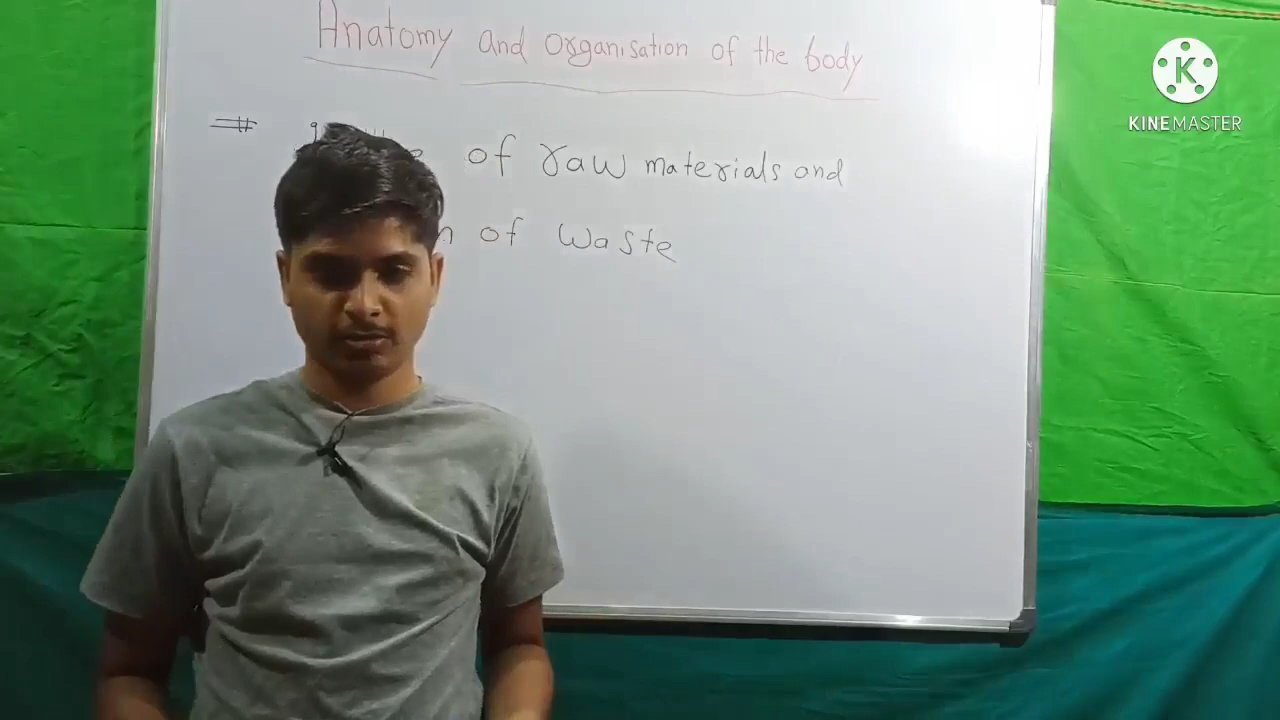 Anatomy and organisation of the body
of raw materials and
of waste
KINEMASTER